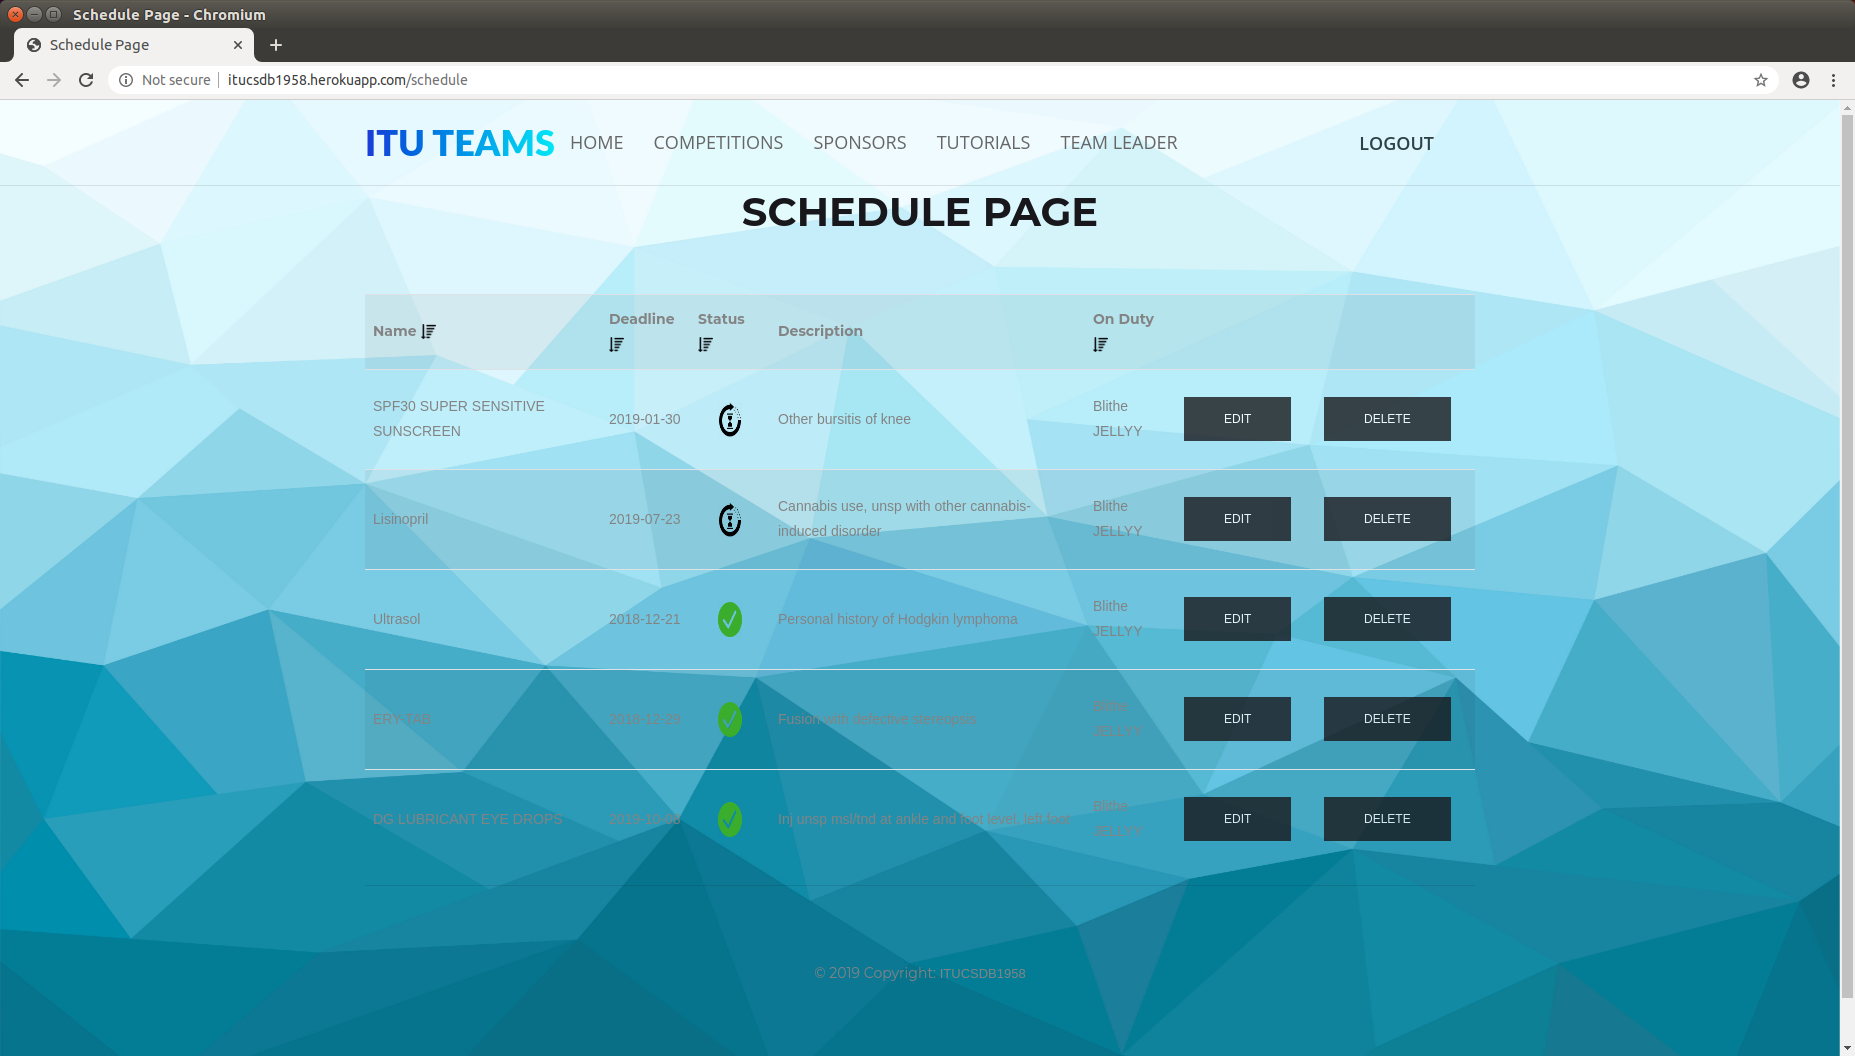 Schedule Page - Chromium
Schedule Page
Not secure itucsdb1958.herokuapp.com/schedule
ITU TEAMS HOME COMPETITIONS SPONSORS TUTORIALS TEAM LEADER LOGOUT
SCHEDULE PAGE
Name Deadline Status Description On Duty
SPF30 SUPER SENSITIVE
SUNSCREEN
2019-01-30 Other bursitis of knee
Blithe
JELLYY
EDIT DELETE
Lisinopril 2019-07-23
Cannabis use, unsp with other cannabis-
induced disorder
Blithe
JELLYY
EDIT DELETE
Ultrasol 2018-12-21 Personal history of Hodgkin lymphoma
Blithe
JELLYY
EDIT DELETE
ERY-TAB 2018-12-29 Fusion with defective stereopsis
Blithe
JELLYY
EDIT DELETE
DG LUBRICANT EYE DROPS 2019-10-08 Inj unsp msl/tnd at ankle and foot level, left
Blithe
JELLYY
EDIT DELETE
© 2019 Copyright: ITUCSDB1958